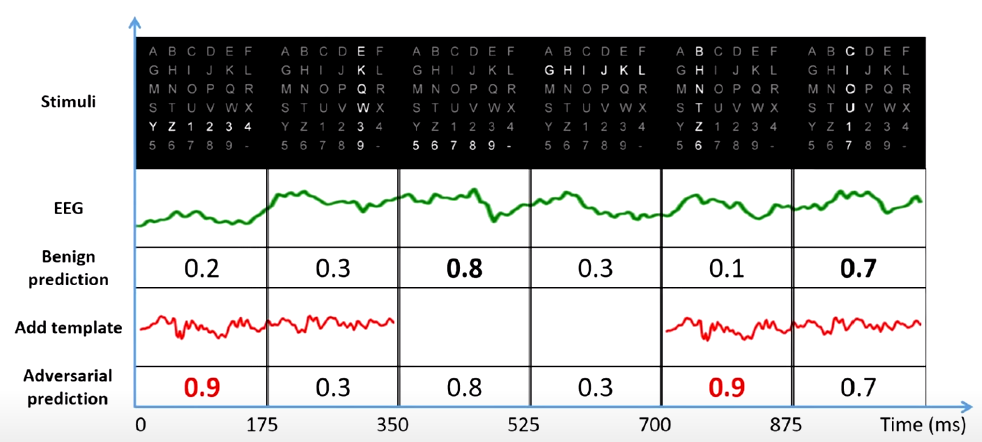 Stimuli
A B C D E F A B C D E F A B C D E F A B C D E F A B C D E F A B C D E F
G H I J K L G H I J K L G H I J K L G H I J K L G H I J K L G H I J K L
M N O P Q R M N O P Q R M N O P Q R M N O P Q R M N O P Q R M N O P Q R
S T U V W X S T U V W X S T U V W X S T U V W X S T U V W X S T U V W X
Y Z 1 2 3 4 Y Z 1 2 3 4 Y Z 1 2 3 4 Y Z 1 2 3 4 Y Z 1 2 3 4 Y Z 1 2 3 4
5 6 7 8 9 - 5 6 7 8 9 - 5 6 7 8 9 - 5 6 7 8 9 - 5 6 7 8 9 - 5 6 7 8 9 -
EEG
Benign
prediction
0.2 0.3 0.8 0.3 0.1 0.7
Add template
Adversarial
prediction
0.9 0.3 0.8 0.3 0.9 0.7
0 175 350 525 700 875 Time (ms)